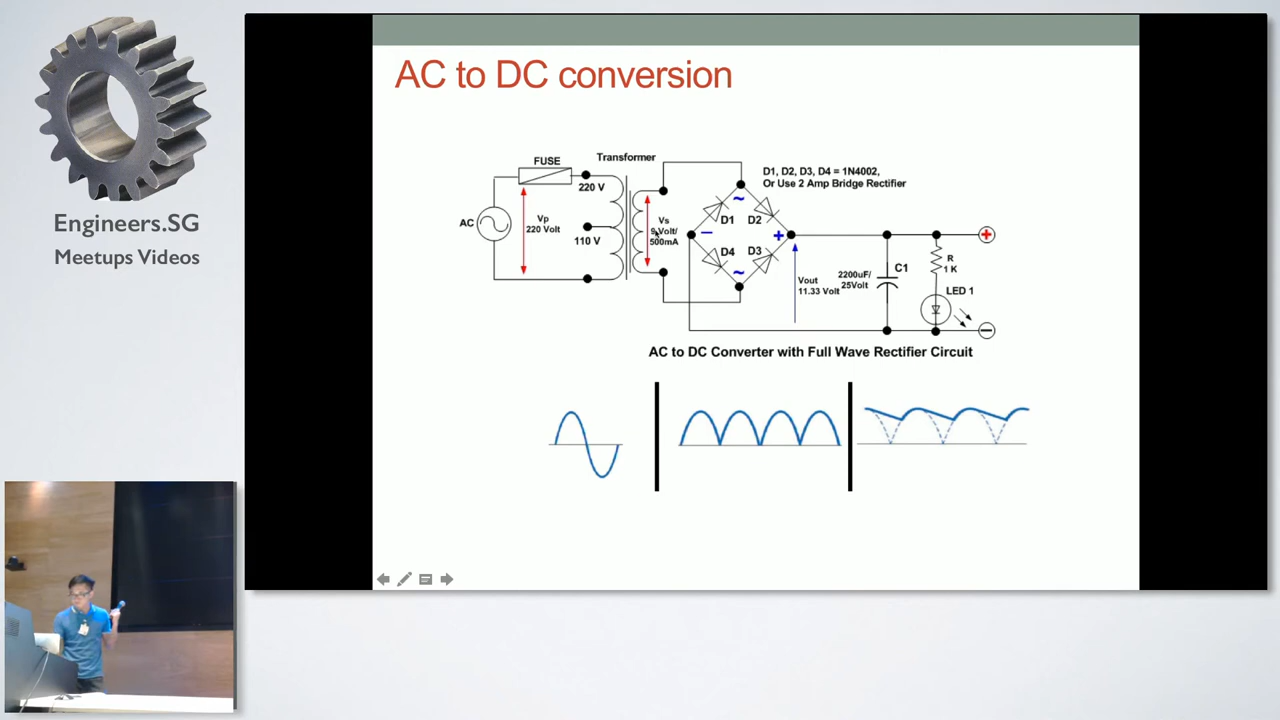 Engineers.SG
Meetups Videos
AC to DC conversion
FUSE
Transformer
220 V
AC
Vp
220 Volt
110 V
Vs
9 Volt/
500mA
D1, D2, D3, D4 = 1N4002,
Or Use 2 Amp Bridge Rectifier
~
D1
D2
−
+
D4
D3
~
Vout
11.33 Volt
2200uF/
25Volt
C1
R
1 K
LED 1
+
−
AC to DC Converter with Full Wave Rectifier Circuit